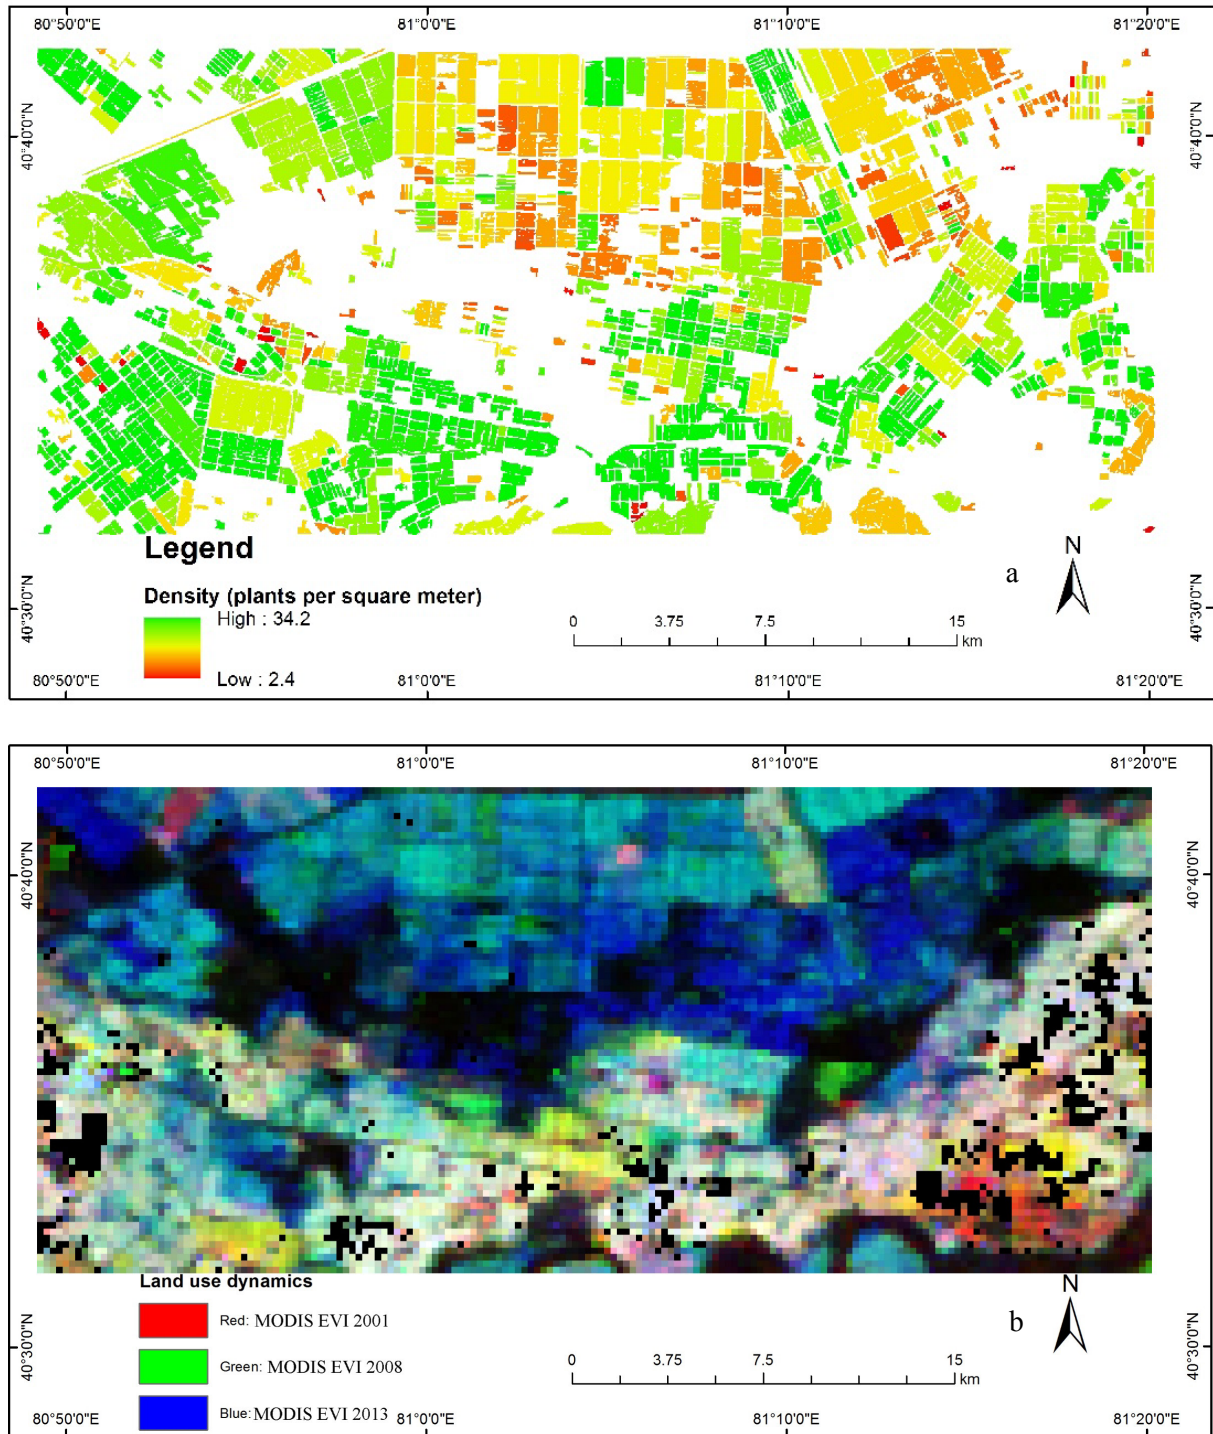 80°50'0"E 81°0'0"E 81°10'0"E 81°20'0"E
40°40'0"N 40°40'0"N
Legend
Density (plants per square meter)
High : 34.2
Low : 2.4
a
N
0 3.75 7.5 15
km
40°30'0"N 40°30'0"N
80°50'0"E 81°0'0"E 81°10'0"E 81°20'0"E
80°50'0"E 81°0'0"E 81°10'0"E 81°20'0"E
40°40'0"N 40°40'0"N
Land use dynamics
Red: MODIS EVI 2001
Green: MODIS EVI 2008
Blue: MODIS EVI 2013
b
N
0 3.75 7.5 15
km
40°30'0"N 40°30'0"N
80°50'0"E 81°0'0"E 81°10'0"E 81°20'0"E